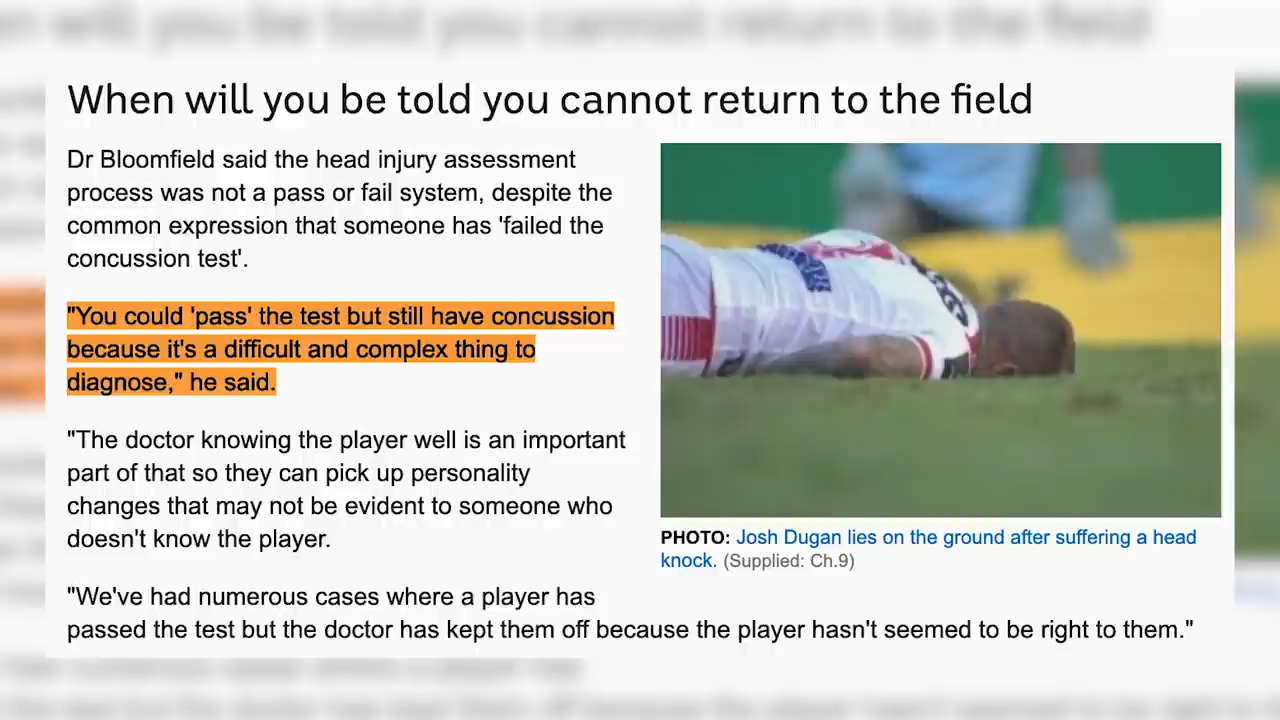 When will you be told you cannot return to the field
Dr Bloomfield said the head injury assessment
process was not a pass or fail system, despite the
common expression that someone has 'failed the
concussion test'.
"You could 'pass' the test but still have concussion
because it's a difficult and complex thing to
diagnose," he said.
"The doctor knowing the player well is an important
part of that so they can pick up personality
changes that may not be evident to someone who
doesn't know the player.
PHOTO: Josh Dugan lies on the ground after suffering a head
knock. (Supplied: Ch.9)
"We've had numerous cases where a player has
passed the test but the doctor has kept them off because the player hasn't seemed to be right to them."